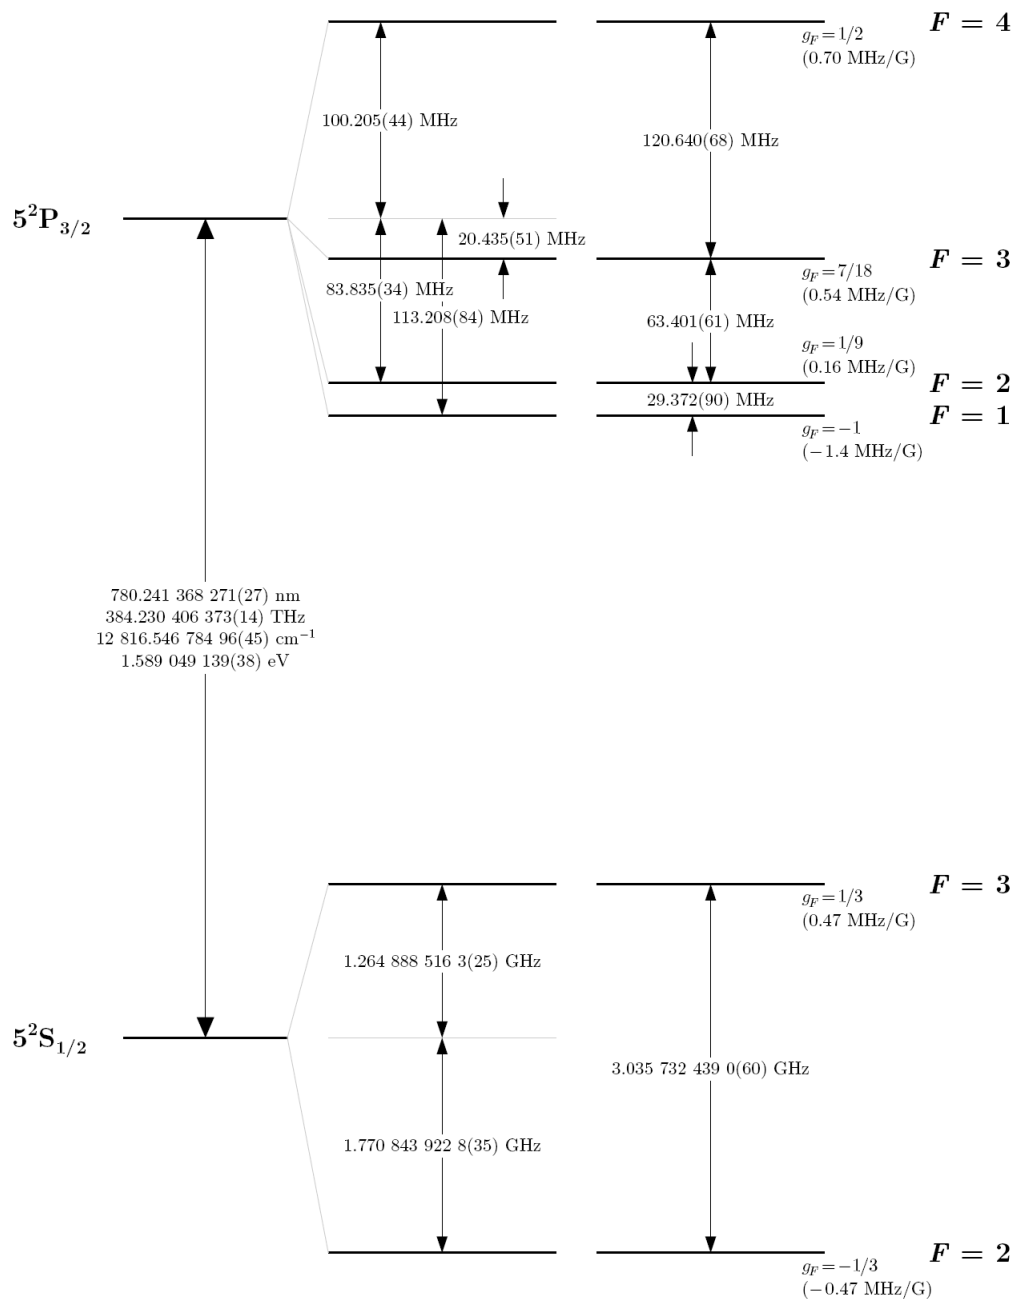 F = 4
g_F = 1/2
(0.70 MHz/G)
100.205(44) MHz
120.640(68) MHz
5²P₃/₂
20.435(51) MHz
F = 3
g_F = 7/18
(0.54 MHz/G)
83.835(34) MHz
113.208(84) MHz
63.401(61) MHz
g_F = 1/9
(0.16 MHz/G)
F = 2
29.372(90) MHz
F = 1
g_F = −1
(−1.4 MHz/G)
780.241 368 271(27) nm
384.230 406 373(14) THz
12 816.546 784 96(45) cm⁻¹
1.589 049 139(38) eV
F = 3
g_F = 1/3
(0.47 MHz/G)
1.264 888 516 3(25) GHz
5²S₁/₂
3.035 732 439 0(60) GHz
1.770 843 922 8(35) GHz
F = 2
g_F = −1/3
(−0.47 MHz/G)